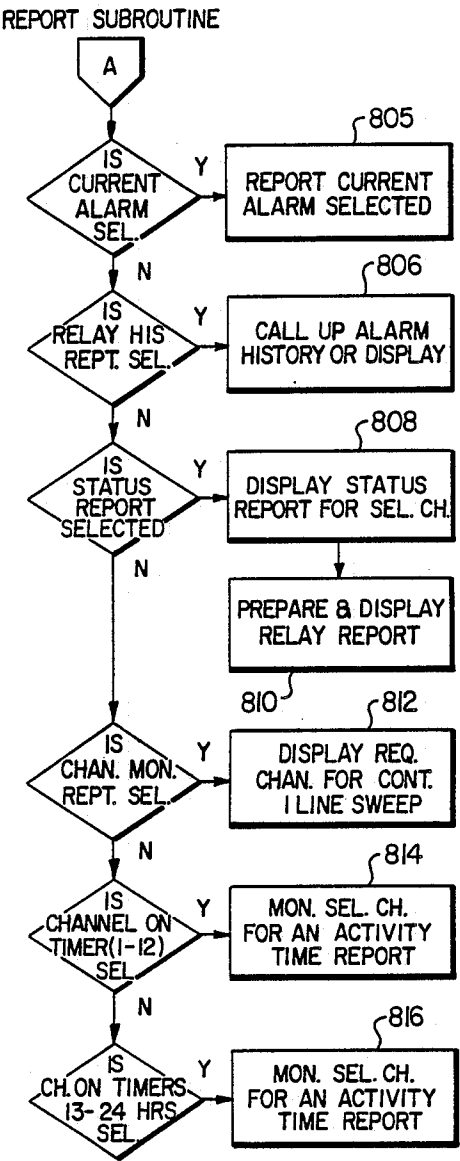 REPORT SUBROUTINE
A
805
IS
CURRENT
ALARM
SEL.
Y
REPORT CURRENT
ALARM SELECTED
N
806
IS
RELAY HIS
REPT. SEL.
Y
CALL UP ALARM
HISTORY OR DISPLAY
N
808
IS
STATUS
REPORT
SELECTED
Y
DISPLAY STATUS
REPORT FOR SEL. CH.
N
PREPARE & DISPLAY
RELAY REPORT
810
812
IS
CHAN. MON.
REPT. SEL.
Y
DISPLAY REQ.
CHAN. FOR CONT.
1 LINE SWEEP
N
814
IS
CHANNEL ON
TIMER(1-12)
SEL
Y
MON. SEL. CH.
FOR AN ACTIVITY
TIME REPORT
N
816
IS
CH. ON TIMERS
13-24 HRS
SEL.
Y
MON. SEL. CH.
FOR AN ACTIVITY
TIME REPORT